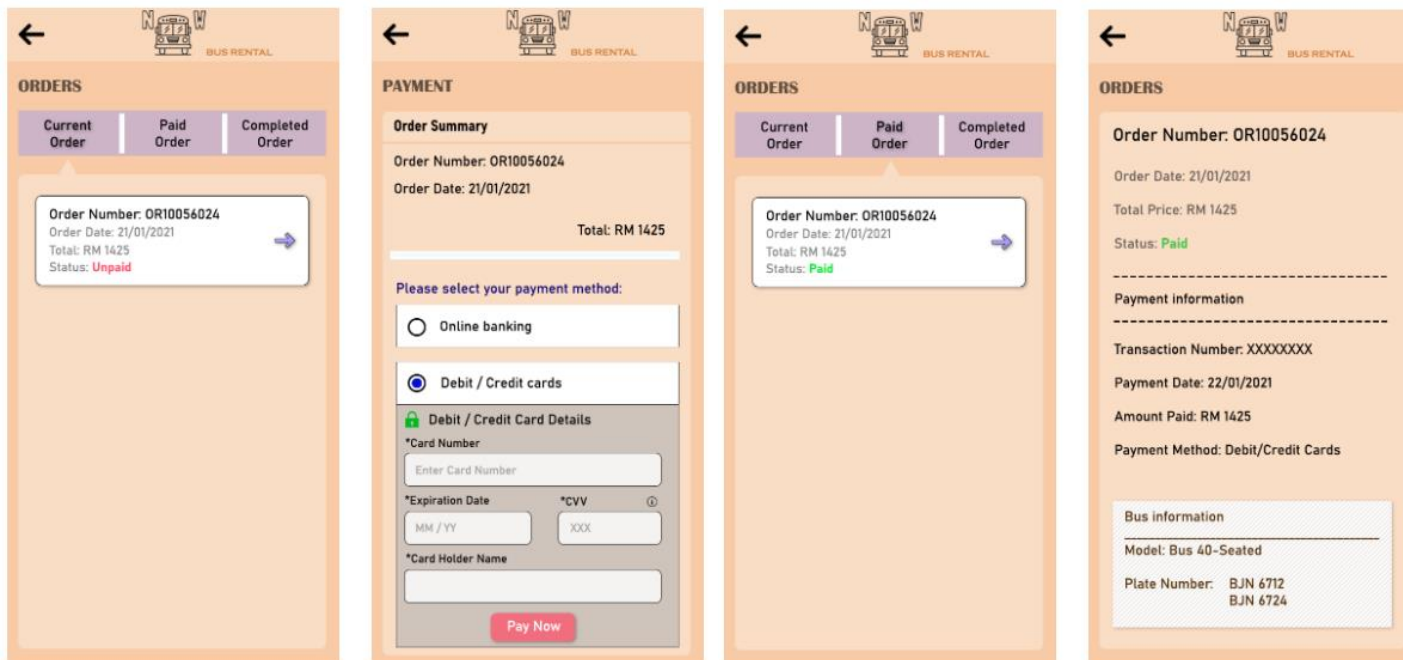 N W
BUS RENTAL
ORDERS
Current Order
Paid Order
Completed Order
Order Number: OR10056024
Order Date: 21/01/2021
Total: RM 1425
Status: Unpaid
N W
BUS RENTAL
PAYMENT
Order Summary
Order Number: OR10056024
Order Date: 21/01/2021
Total: RM 1425
Please select your payment method:
Online banking
Debit / Credit cards
Debit / Credit Card Details
*Card Number
Enter Card Number
*Expiration Date
*CVV
MM / YY
XXX
*Card Holder Name
Pay Now
N W
BUS RENTAL
ORDERS
Current Order
Paid Order
Completed Order
Order Number: OR10056024
Order Date: 21/01/2021
Total: RM 1425
Status: Paid
N W
BUS RENTAL
ORDERS
Order Number: OR10056024
Order Date: 21/01/2021
Total Price: RM 1425
Status: Paid
Payment information
Transaction Number: XXXXXXXX
Payment Date: 22/01/2021
Amount Paid: RM 1425
Payment Method: Debit/Credit Cards
Bus information
Model: Bus 40-Seated
Plate Number: BJN 6712
BJN 6724